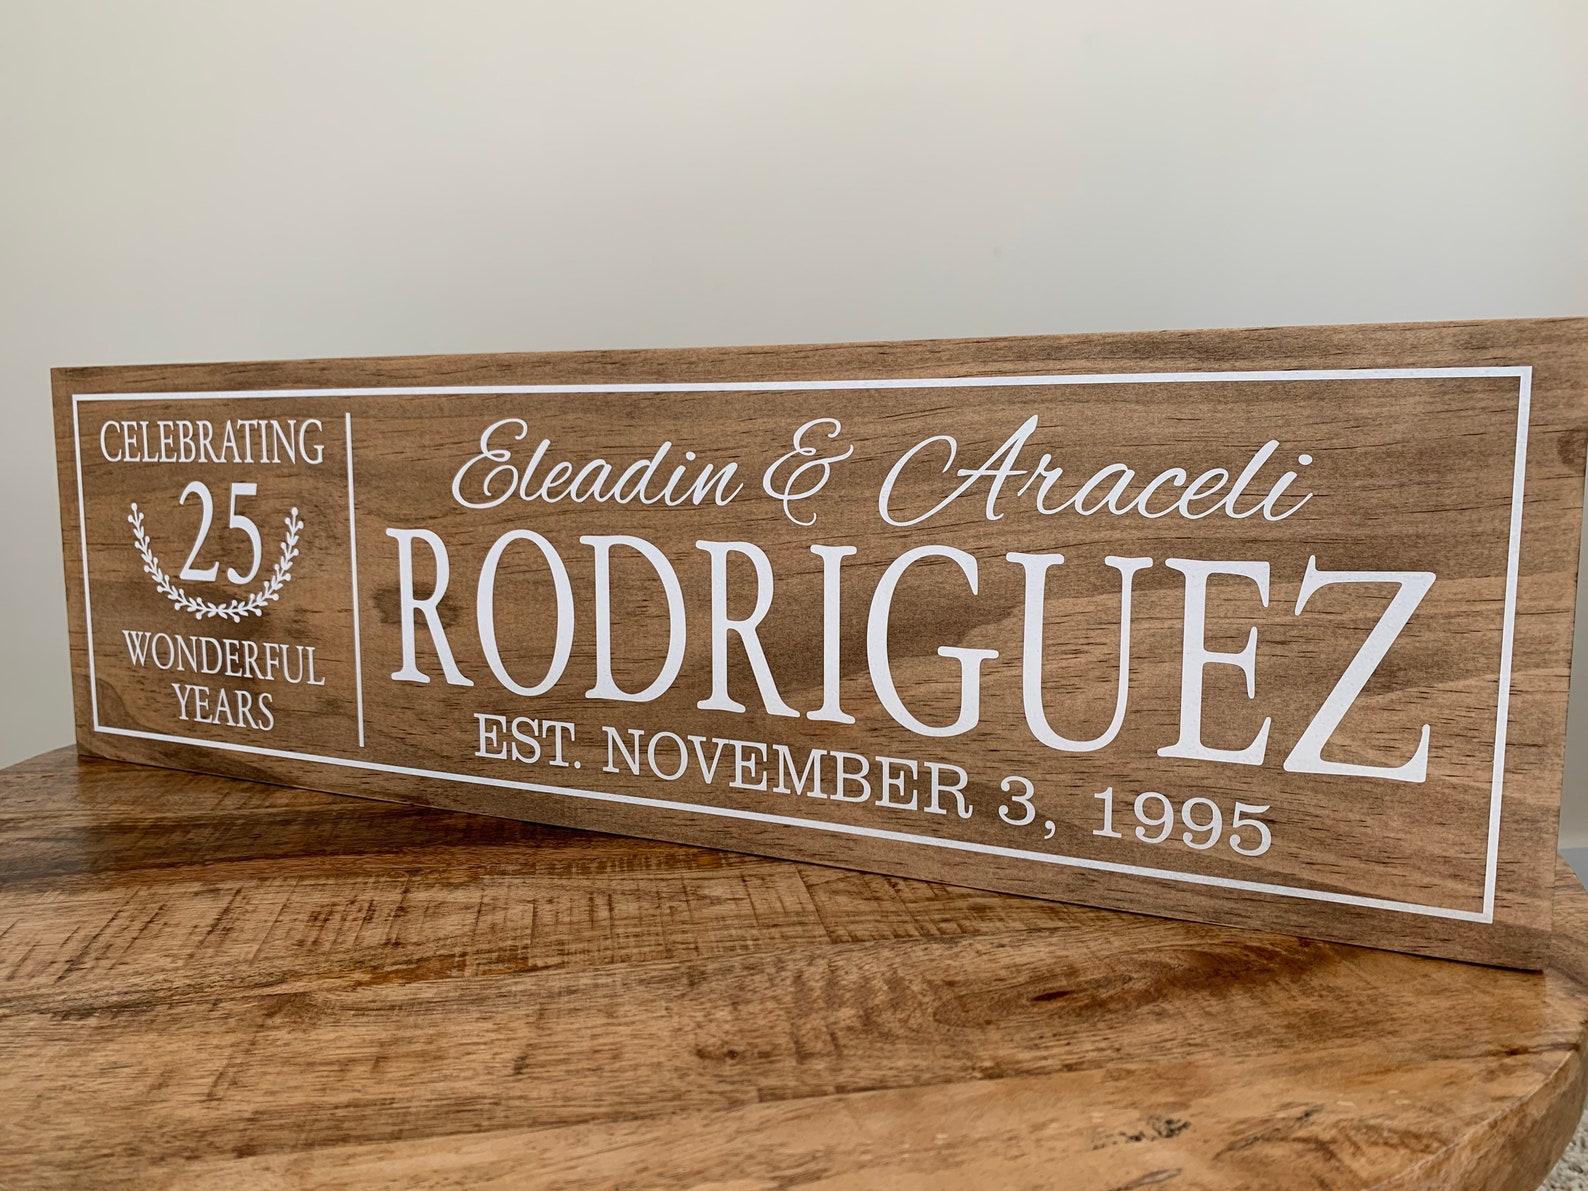 CELEBRATING
25
WONDERFUL
YEARS
Eleadin & Araceli
RODRIGUEZ
EST. NOVEMBER 3, 1995